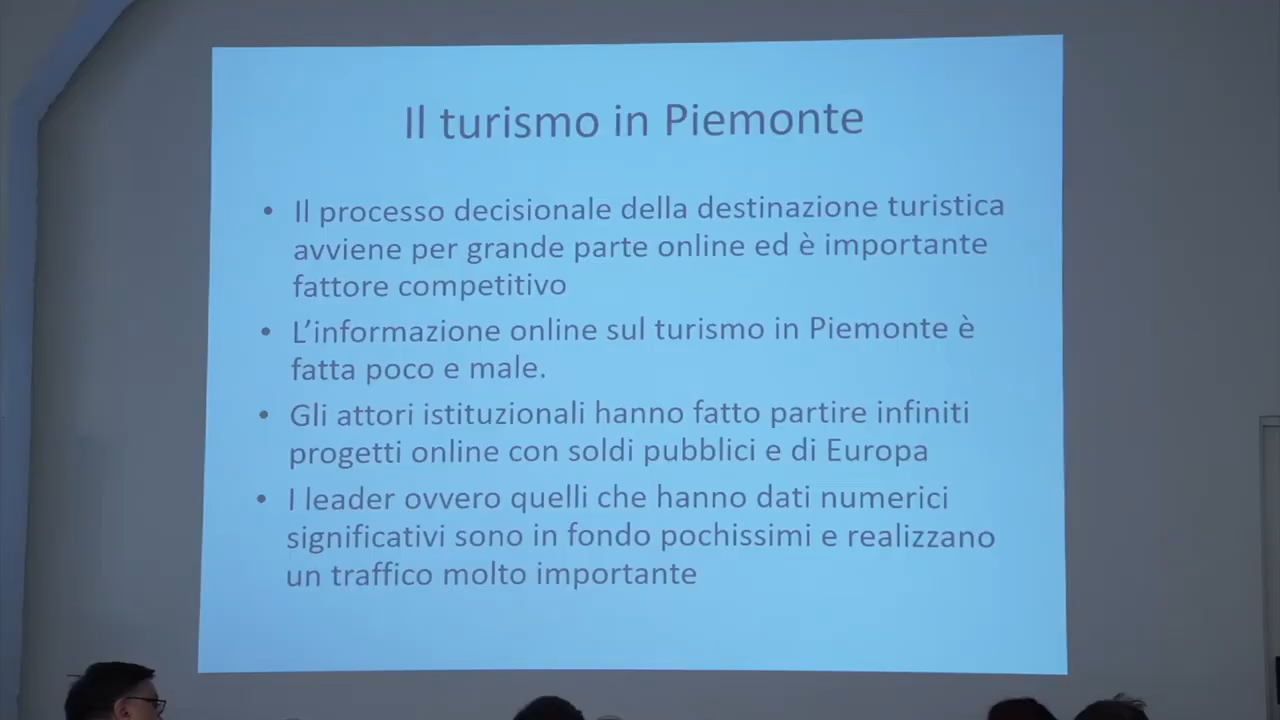 Il turismo in Piemonte
• Il processo decisionale della destinazione turistica
avviene per grande parte online ed è importante
fattore competitivo
• L’informazione online sul turismo in Piemonte è
fatta poco e male.
• Gli attori istituzionali hanno fatto partire infiniti
progetti online con soldi pubblici e di Europa
• I leader ovvero quelli che hanno dati numerici
significativi sono in fondo pochissimi e realizzano
un traffico molto importante